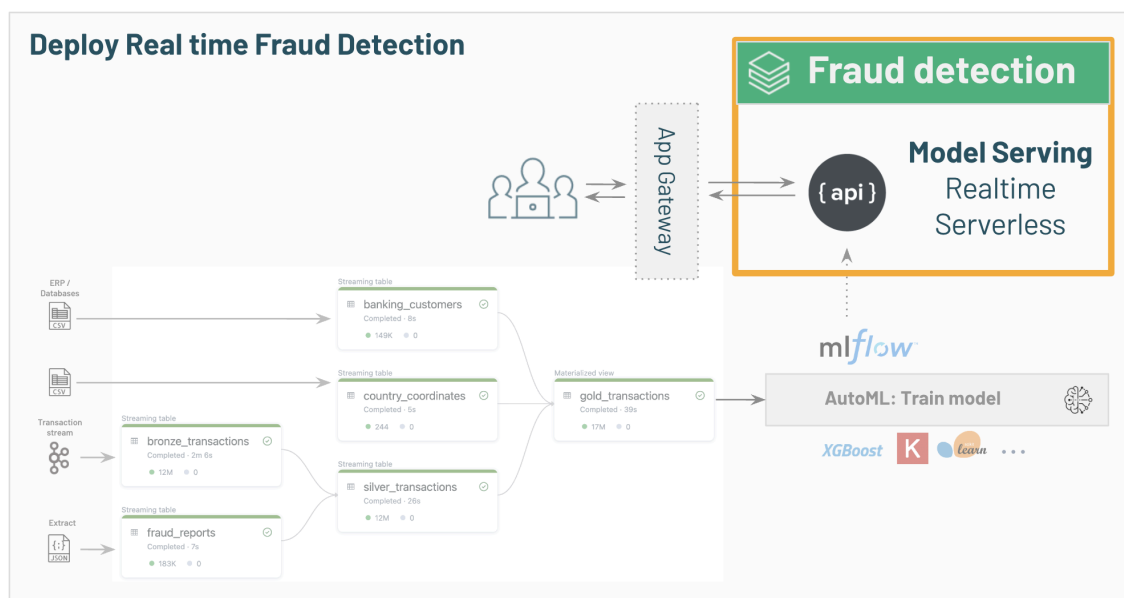 Deploy Real time Fraud Detection
Fraud detection
App Gateway
{ api }
Model Serving
Realtime
Serverless
ERP /
Databases
CSV
Streaming table
banking_customers
Completed · 8s
149K 0
CSV
Streaming table
country_coordinates
Completed · 5s
244 0
Materialized view
gold_transactions
Completed · 39s
17M 0
mlflow
AutoML: Train model
XGBoost
K
learn
...
Transaction
stream
Streaming table
bronze_transactions
Completed · 2m 6s
12M 0
Streaming table
silver_transactions
Completed · 26s
12M 0
Extract
{;}
JSON
Streaming table
fraud_reports
Completed · 7s
183K 0